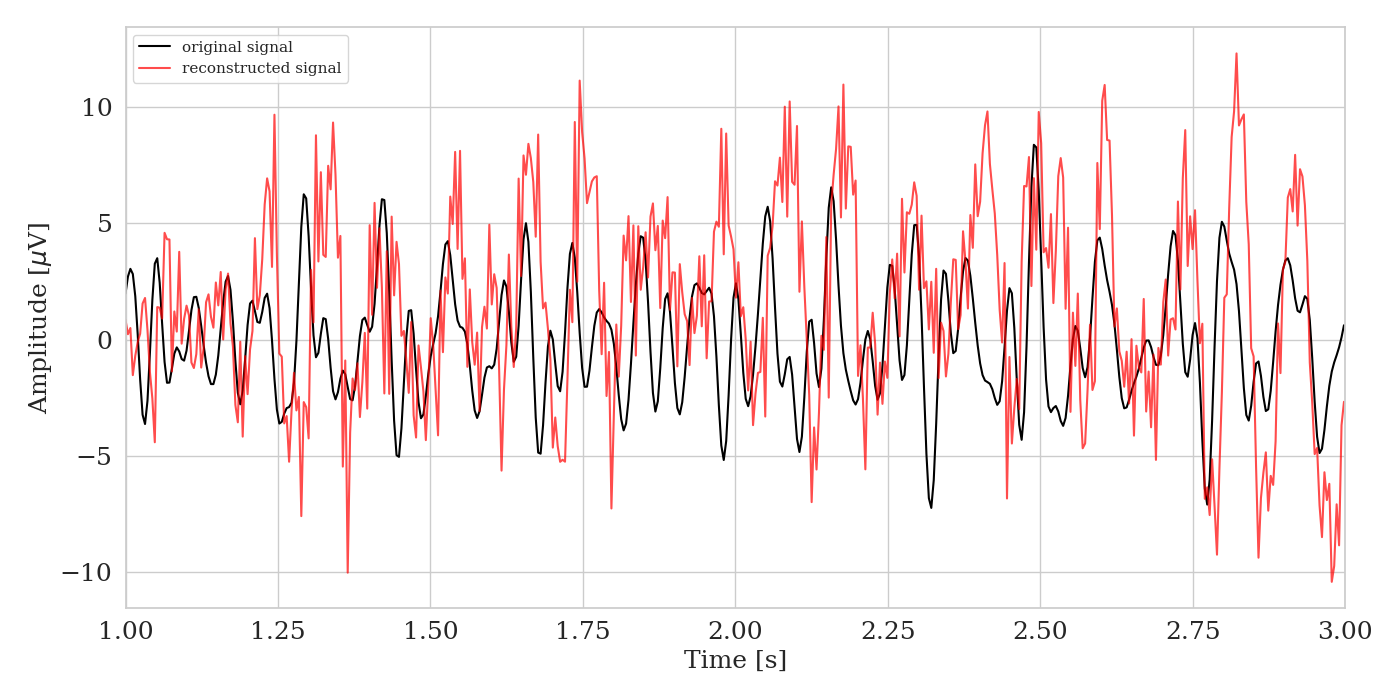 original signal
reconstructed signal
Amplitude [μV]
10
5
0
−5
−10
1.00 1.25 1.50 1.75 2.00 2.25 2.50 2.75 3.00
Time [s]